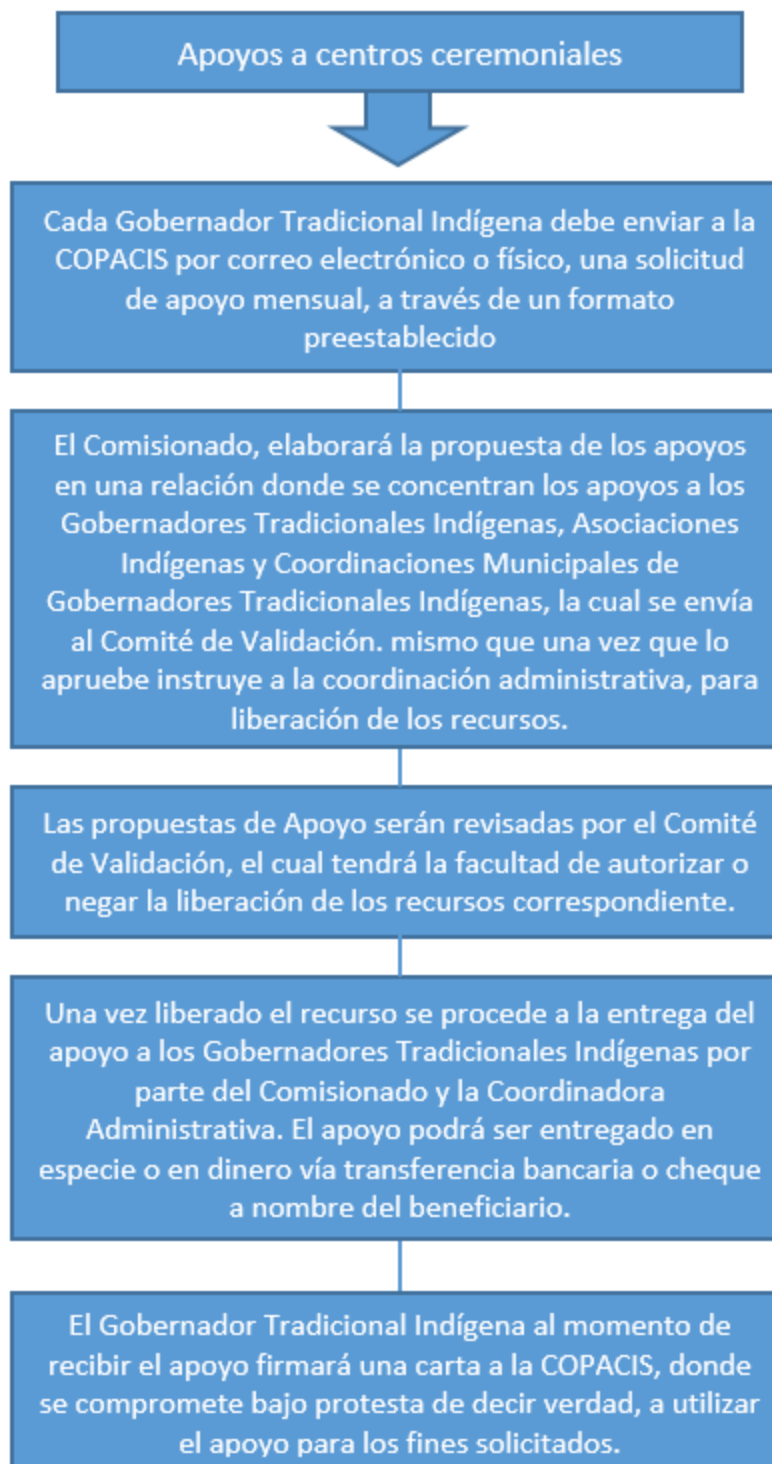 Apoyos a centros ceremoniales
Cada Gobernador Tradicional Indígena debe enviar a la
COPACIS por correo electrónico o físico, una solicitud
de apoyo mensual, a través de un formato
preestablecido
El Comisionado, elaborará la propuesta de los apoyos
en una relación donde se concentran los apoyos a los
Gobernadores Tradicionales Indígenas, Asociaciones
Indígenas y Coordinaciones Municipales de
Gobernadores Tradicionales Indígenas, la cual se envía
al Comité de Validación. mismo que una vez que lo
apruebe instruye a la coordinación administrativa, para
liberación de los recursos.
Las propuestas de Apoyo serán revisadas por el Comité
de Validación, el cual tendrá la facultad de autorizar o
negar la liberación de los recursos correspondiente.
Una vez liberado el recurso se procede a la entrega del
apoyo a los Gobernadores Tradicionales Indígenas por
parte del Comisionado y la Coordinadora
Administrativa. El apoyo podrá ser entregado en
especie o en dinero vía transferencia bancaria o cheque
a nombre del beneficiario.
El Gobernador Tradicional Indígena al momento de
recibir el apoyo firmará una carta a la COPACIS, donde
se compromete bajo protesta de decir verdad, a utilizar
el apoyo para los fines solicitados.